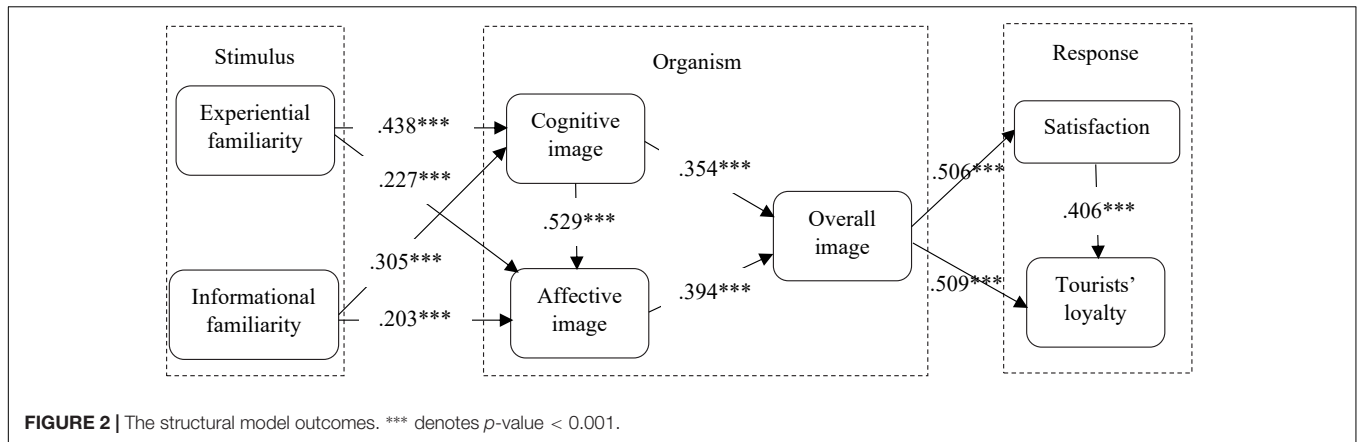 Stimulus
Organism
Response
Experiential
familiarity
.438***
Cognitive
image
Satisfaction
.227***
.354***
.506***
.529***
Overall
image
.406***
.305***
Informational
familiarity
.203***
Affective
image
.394***
.509***
Tourists'
loyalty
FIGURE 2 | The structural model outcomes. *** denotes p-value < 0.001.